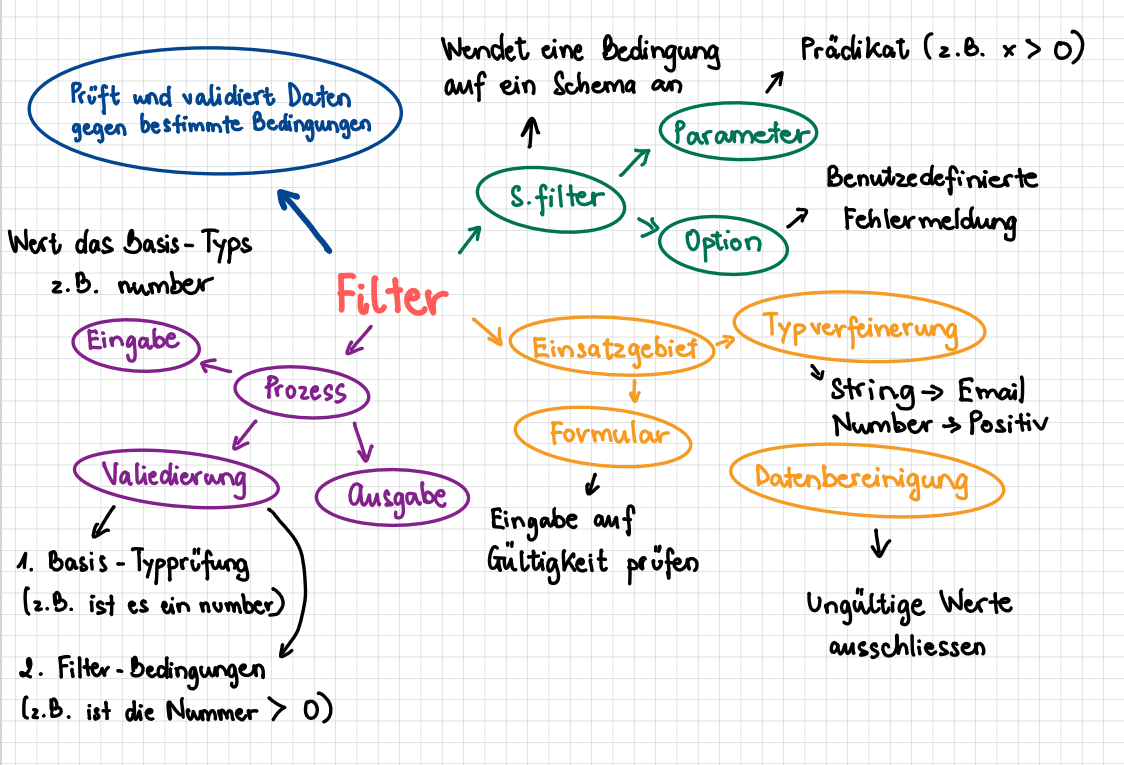 Prüft und validiert Daten
gegen bestimmte Bedingungen
Wendet eine Bedingung
auf ein Schema an
Prädikat (z.B. x > 0)
Parameter
S.filter
Benutzedefinierte
Fehlermeldung
Option
Wert das Basis-Typs
z.B. number
Filter
Eingabe
Prozess
Valiedierung
Ausgabe
1. Basis-Typprüfung
(z.B. ist es ein number)
2. Filter-Bedingungen
(z.B. ist die Nummer > 0)
Einsatzgebiet
Typverfeinerung
String → Email
Number → Positiv
Formular
Eingabe auf
Gültigkeit prüfen
Datenbereinigung
Ungültige Werte
ausschliessen